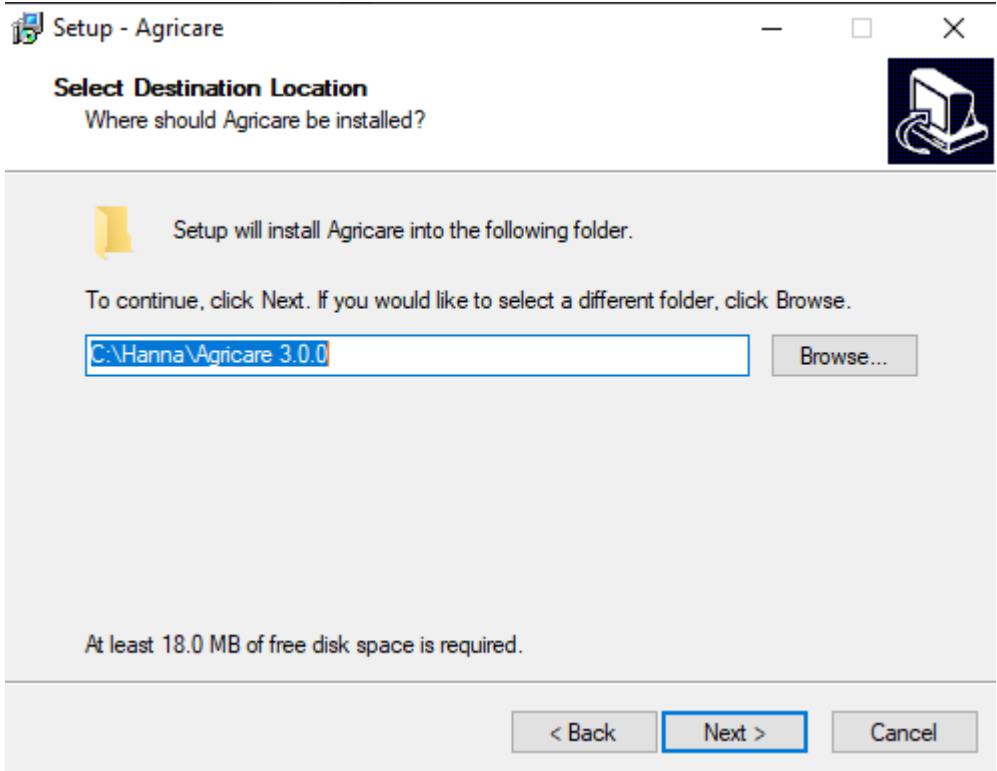 Setup - Agricare
Select Destination Location
Where should Agricare be installed?
Setup will install Agricare into the following folder.
To continue, click Next. If you would like to select a different folder, click Browse.
C:\Hanna\Agricare 3.0.0
Browse...
At least 18.0 MB of free disk space is required.
< Back
Next >
Cancel